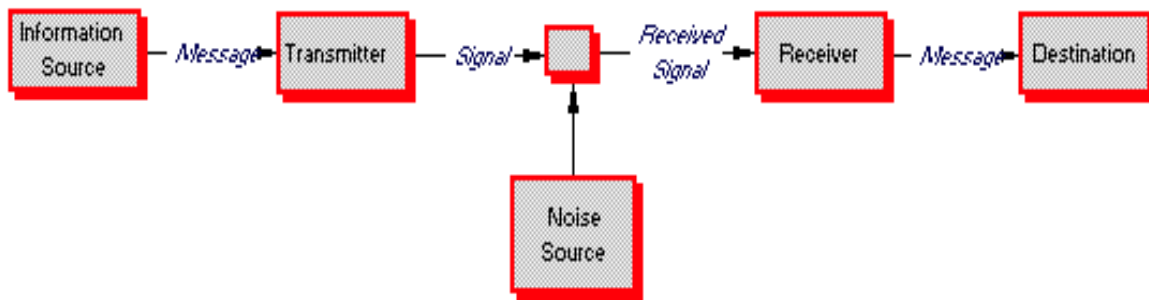 Information
Source
Message
Transmitter
Signal
Received
Signal
Receiver
Message
Destination
Noise
Source